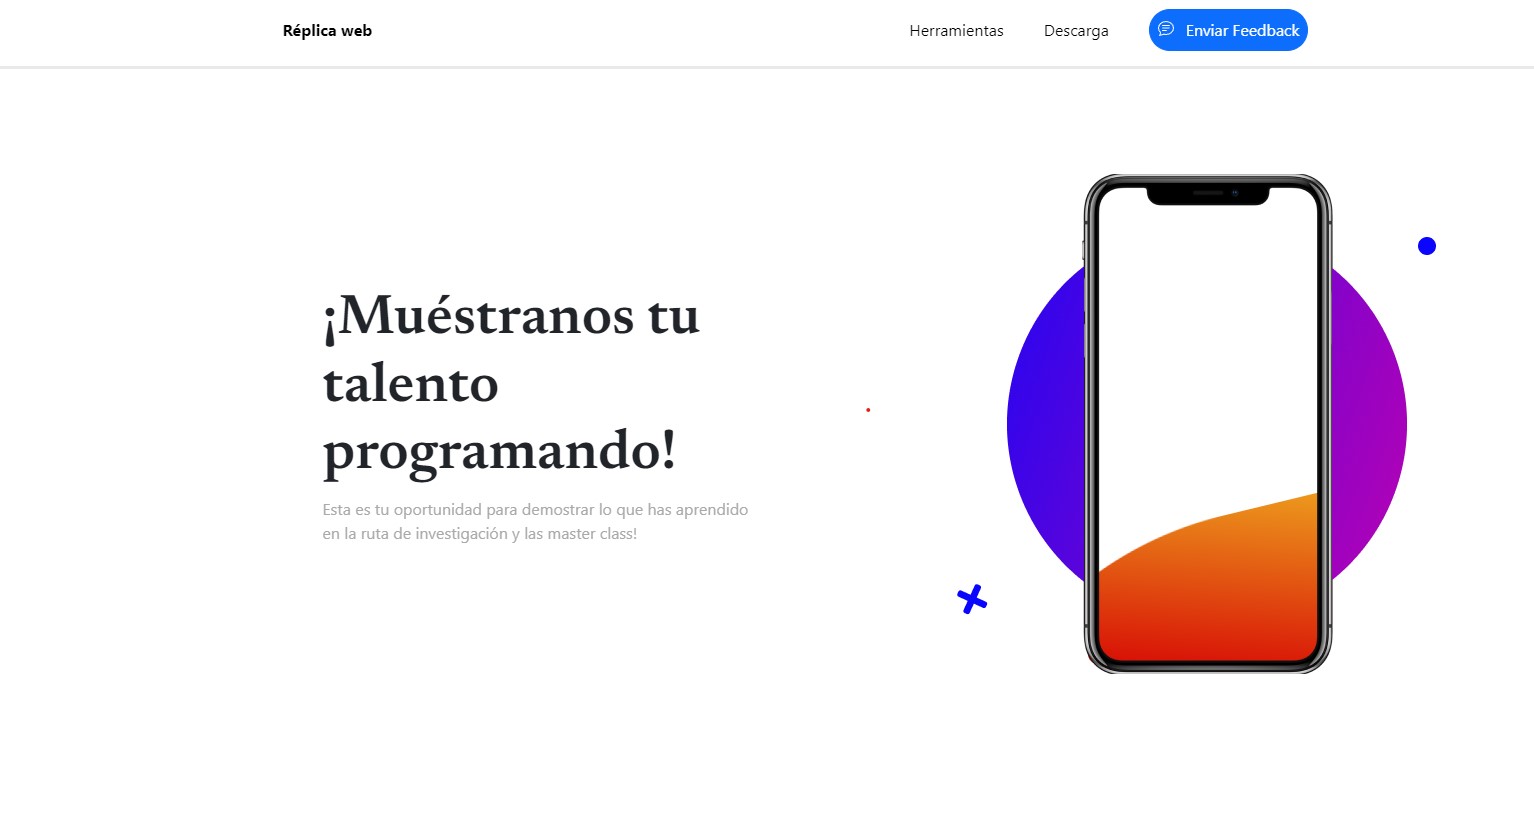 Réplica web
Herramientas
Descarga
Enviar Feedback
¡Muéstranos tu
talento
programando!
Esta es tu oportunidad para demostrar lo que has aprendido
en la ruta de investigación y las master class!